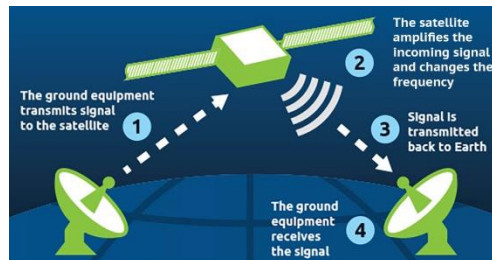 The ground equipment
transmits signal
to the satellite
1
2
The satellite
amplifies the
incoming signal
and changes the
frequency
3
Signal is
transmitted
back to Earth
The ground
equipment
receives
the signal
4